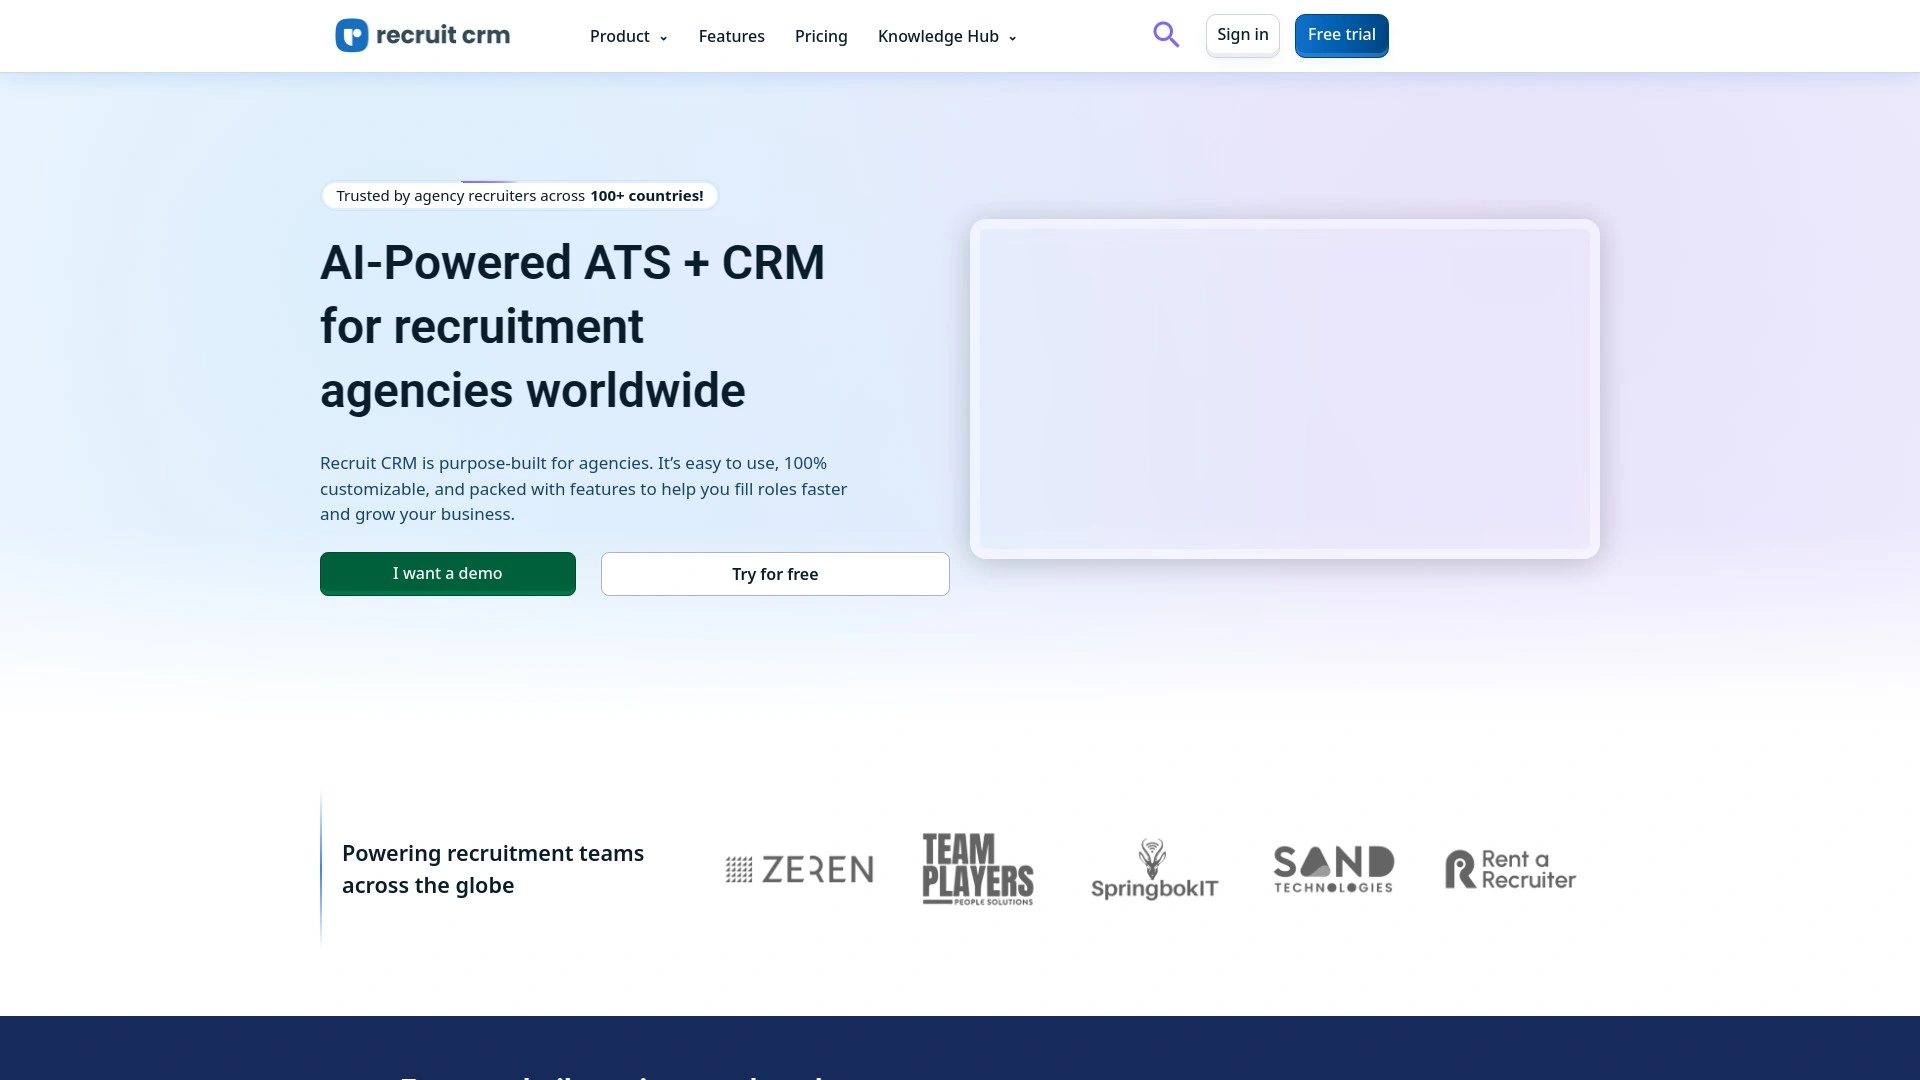 recruit crm
Product
Features
Pricing
Knowledge Hub
Sign in
Free trial
Trusted by agency recruiters across 100+ countries!
AI-Powered ATS + CRM
for recruitment
agencies worldwide
Recruit CRM is purpose-built for agencies. It’s easy to use, 100%
customizable, and packed with features to help you fill roles faster
and grow your business.
I want a demo
Try for free
Powering recruitment teams
across the globe
ZEREN
TEAM
PLAYERS
PEOPLE SOLUTIONS
SpringbokIT
SAND
TECHNOLOGIES
Rent a
Recruiter